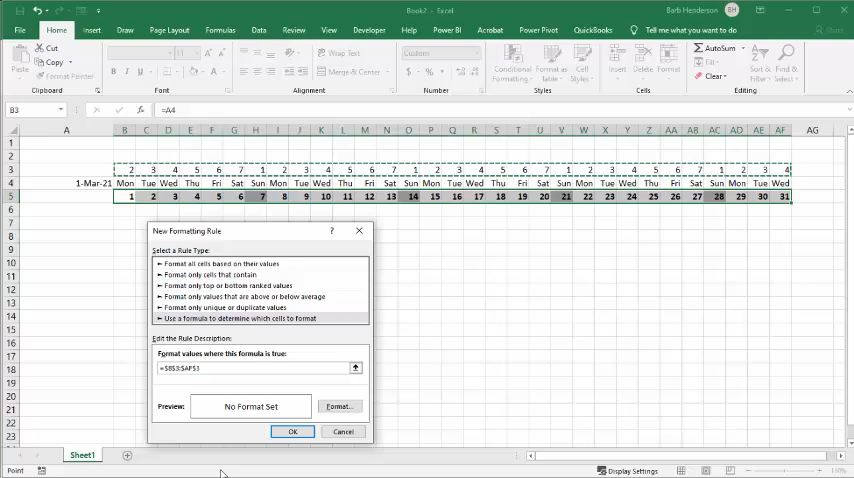 Book2 - Excel
Barb Henderson BH
File Home Insert Draw Page Layout Formulas Data Review View Developer Help Power BI Acrobat Power Pivot QuickBooks Tell me what you want to do Share
Cut
Copy
Format Painter
Paste
Clipboard
11
B I U
Font
Wrap Text
Merge & Center
Alignment
Custom
$ %
Number
Conditional Formatting
Format as Table
Cell Styles
Styles
Insert Delete Format
Cells
AutoSum
Fill
Clear
Sort & Filter
Find & Select
Editing
B3 fx =A4
A B C D E F G H I J K L M N O P Q R S T U V W X Y Z AA AB AC AD AE AF AG
1
2
3 2 3 4 5 6 7 1 2 3 4 5 6 7 1 2 3 4 5 6 7 1 2 3 4 5 6 7 1 2 3 4
4 1-Mar-21 Mon Tue Wed Thu Fri Sat Sun Mon Tue Wed Thu Fri Sat Sun Mon Tue Wed Thu Fri Sat Sun Mon Tue Wed Thu Fri Sat Sun Mon Tue Wed
5 1 2 3 4 5 6 7 8 9 10 11 12 13 14 15 16 17 18 19 20 21 22 23 24 25 26 27 28 29 30 31
6
7
8
9
10
11
12
13
14
15
16
17
18
19
20
21
22
23
New Formatting Rule ?
Select a Rule Type:
► Format all cells based on their values
► Format only cells that contain
► Format only top or bottom ranked values
► Format only values that are above or below average
► Format only unique or duplicate values
► Use a formula to determine which cells to format
Edit the Rule Description:
Format values where this formula is true:
=$B$3:$AF$3
Preview: No Format Set Format...
OK Cancel
Sheet1
Point Display Settings